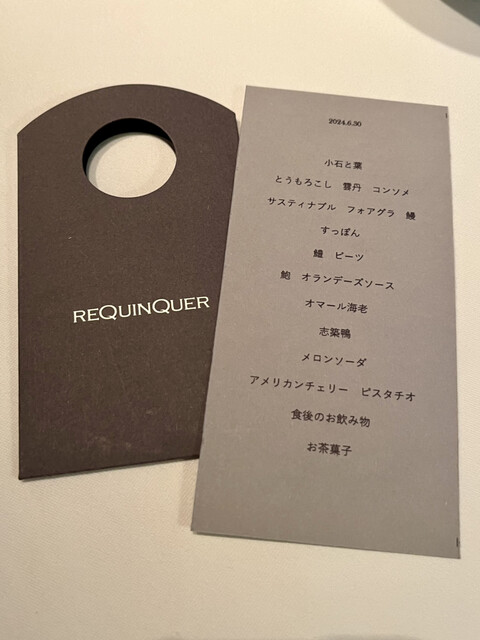 REQUINQUER
2024.6.30
小石と葉
とうもろこし　雲丹　コンソメ
サスティナブル　フォアグラ　鰻
すっぽん
鱧　ビーツ
鮑　オランデーズソース
オマール海老
志築鴨
メロンソーダ
アメリカンチェリー　ピスタチオ
食後のお飲み物
お茶菓子